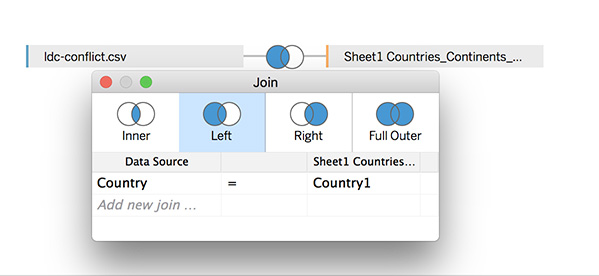 ldc-conflict.csv Sheet1 Countries_Continents_...
Join
Inner Left Right Full Outer
Data Source Sheet1 Countries...
Country = Country1
Add new join ...